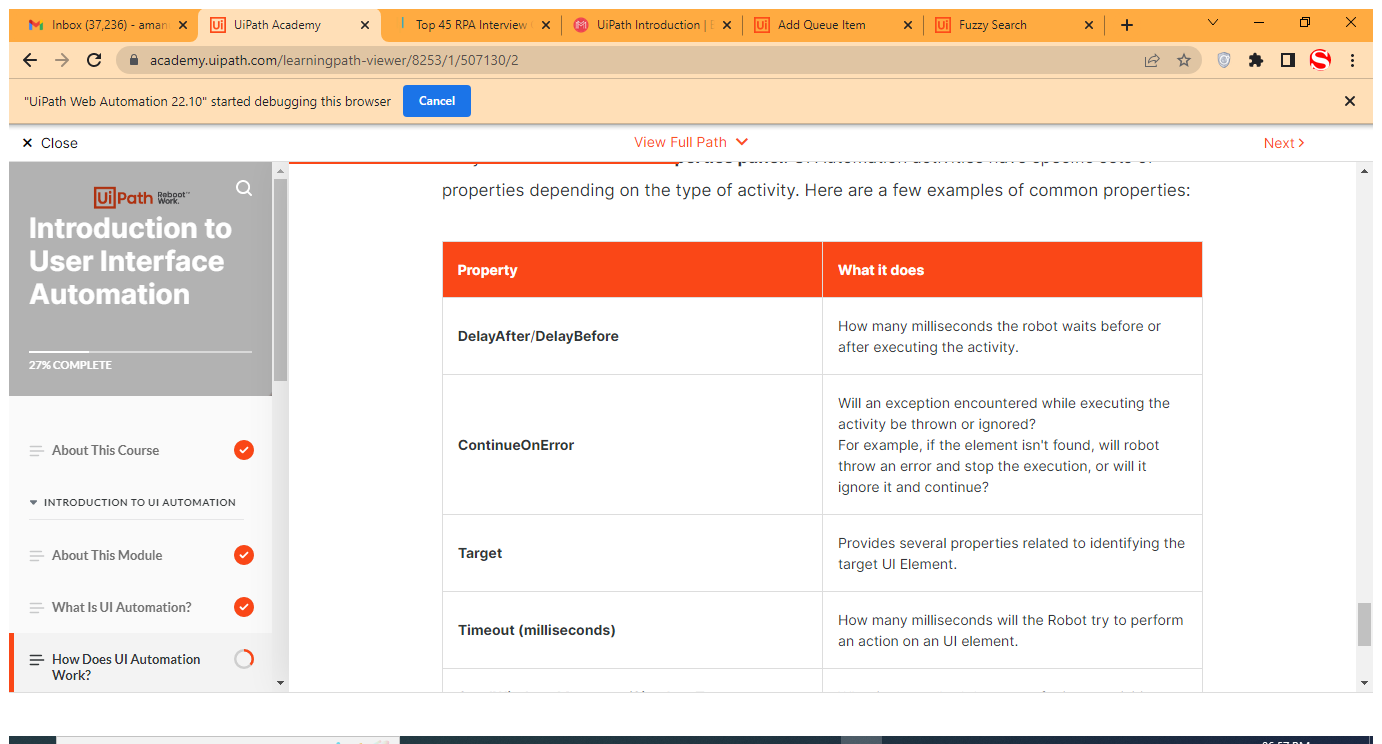 Inbox (37,236) - aman
UiPath Academy
Top 45 RPA Interview
UiPath Introduction |
Add Queue Item
Fuzzy Search
academy.uipath.com/learningpath-viewer/8253/1/507130/2
"UiPath Web Automation 22.10" started debugging this browser
Cancel
Close
View Full Path
Next
UiPath Reboot Work.
Introduction to
User Interface
Automation
27% COMPLETE
About This Course
INTRODUCTION TO UI AUTOMATION
About This Module
What Is UI Automation?
How Does UI Automation
Work?
properties depending on the type of activity. Here are a few examples of common properties:
Property
What it does
DelayAfter/DelayBefore
How many milliseconds the robot waits before or
after executing the activity.
ContinueOnError
Will an exception encountered while executing the
activity be thrown or ignored?
For example, if the element isn't found, will robot
throw an error and stop the execution, or will it
ignore it and continue?
Target
Provides several properties related to identifying the
target UI Element.
Timeout (milliseconds)
How many milliseconds will the Robot try to perform
an action on an UI element.